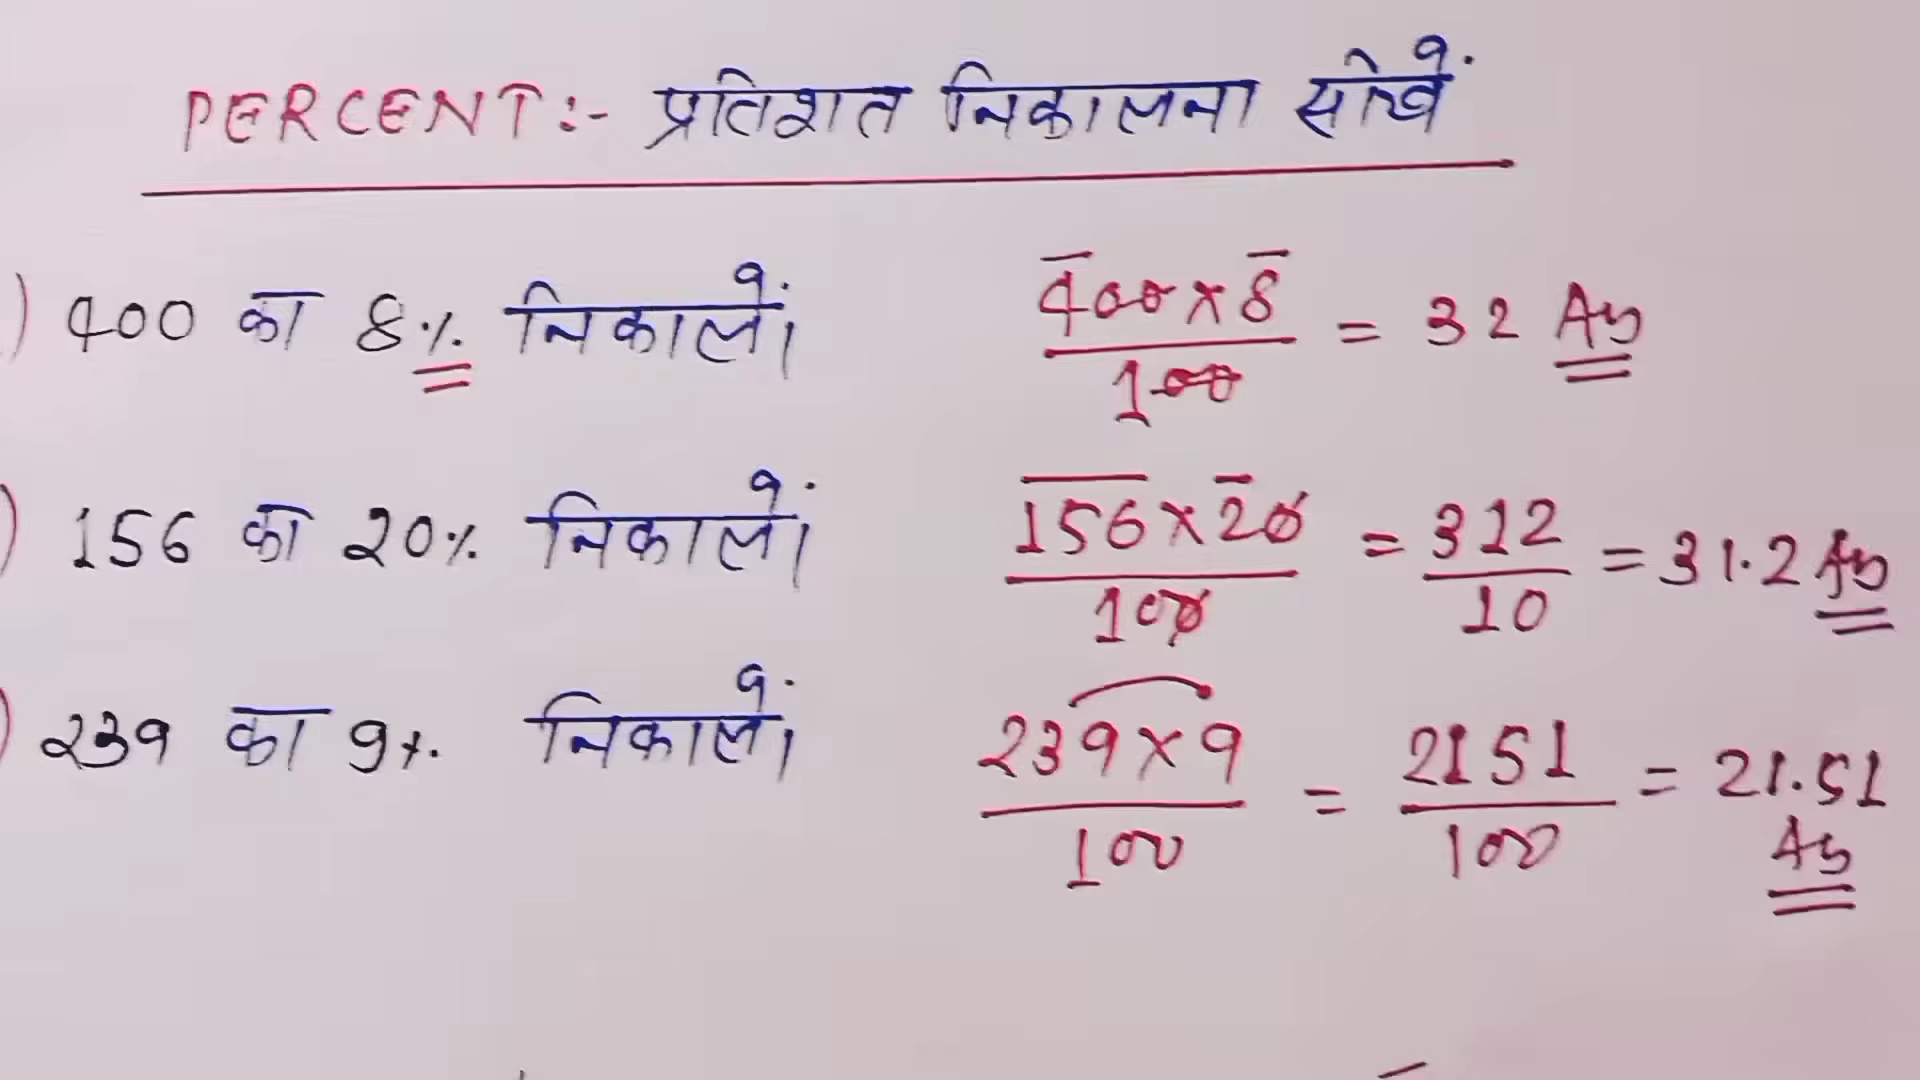 PERCENT:- प्रतिशत निकालना सीखें
) 400 का 8% निकालें। 400×8/100 = 32 Ans
) 156 का 20% निकालें। 156×20/100 = 312/10 = 31.2 Ans
) 239 का 9% निकालें। 239×9/100 = 2151/100 = 21.51
Ans